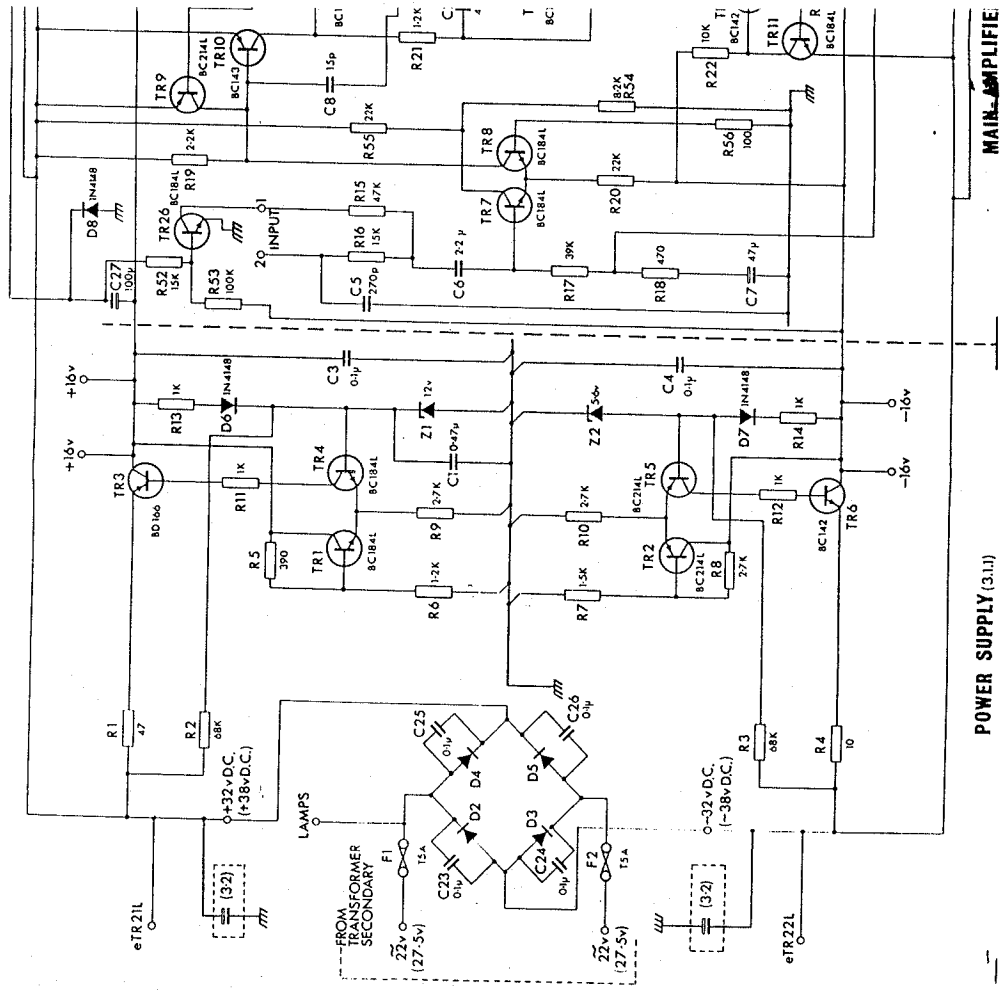 MAIN-AMPLIFIE
POWER SUPPLY (3.1.1)
TR9
BC214L
TR10
BC143
BC1
1·2K
R21
15p
C8
4
BC142
10K
R22
TR11
BC184L
R
2·2K
R19
22K
R55
8·2K
R54
TR8
BC184L
R56
100
D8
1N4148
BC184L
TR26
1
INPUT
2
R15
47K
R16
15K
TR7
BC184L
22K
R20
C27
100µ
R52
15K
R53
100K
C5
270p
C6
2·2µ
39K
R17
470
R18
47µ
C7
+16v
+16v
R13
1K
D6
1N4148
C3
0·1µ
12v
Z1
C1
0·47µ
5·6v
Z2
C4
0·1µ
1N4148
D7
1K
R14
−16v
−16v
TR3
BD166
1K
R11
TR4
BC184L
2·7K
R9
2·7K
R10
BC214L
TR5
1K
R12
BC142
TR6
R5
390
TR1
BC184L
1·2K
R6
1·5K
R7
TR2
BC214L
R8
2·7K
R1
47
R2
68K
R3
68K
R4
10
+32vD.C.
(+38vD.C.)
LAMPS
C25
0·1µ
D4
D2
C26
0·1µ
D5
D3
C23
0·1µ
C24
0·1µ
F1
T5A
F2
T5A
FROM
TRANSFORMER
SECONDARY
22v
(27·5v)
22v
(27·5v)
−32vD.C.
(−38vD.C.)
(3·2)
(3·2)
eTR21L
eTR22L